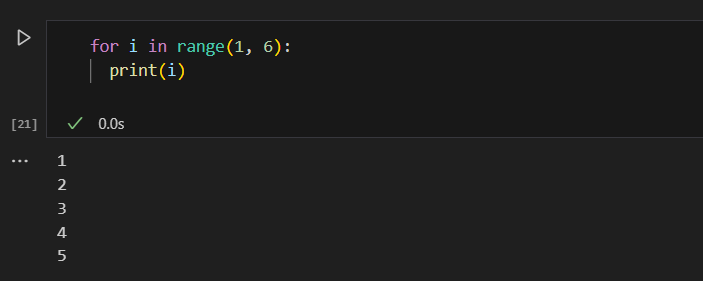 for i in range(1, 6):
  print(i)
[21]
0.0s
1
2
3
4
5